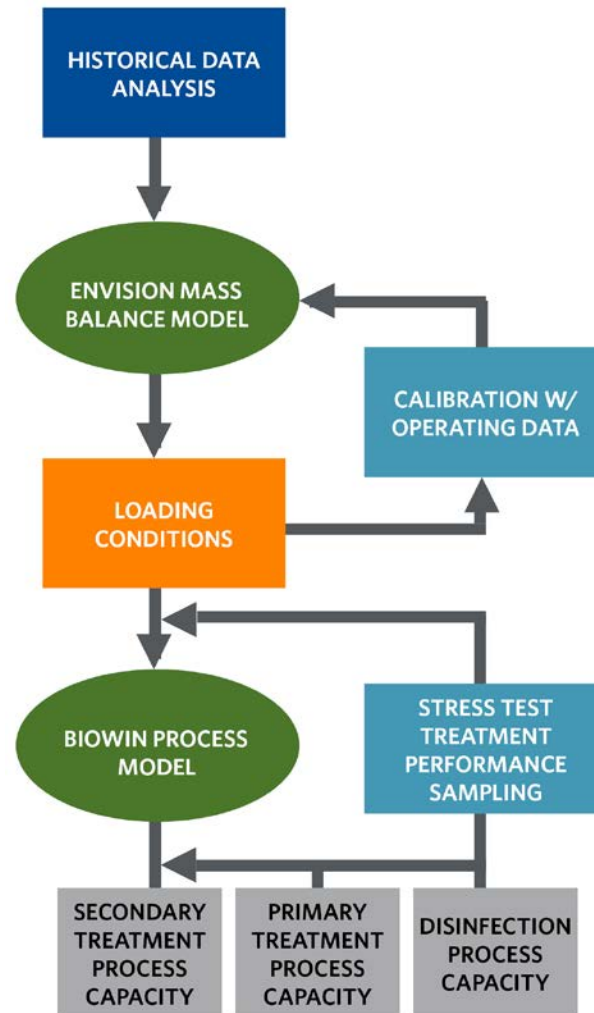 HISTORICAL DATA
ANALYSIS
ENVISION MASS
BALANCE MODEL
CALIBRATION W/
OPERATING DATA
LOADING
CONDITIONS
BIOWIN PROCESS
MODEL
STRESS TEST
TREATMENT
PERFORMANCE
SAMPLING
SECONDARY
TREATMENT
PROCESS
CAPACITY
PRIMARY
TREATMENT
PROCESS
CAPACITY
DISINFECTION
PROCESS
CAPACITY